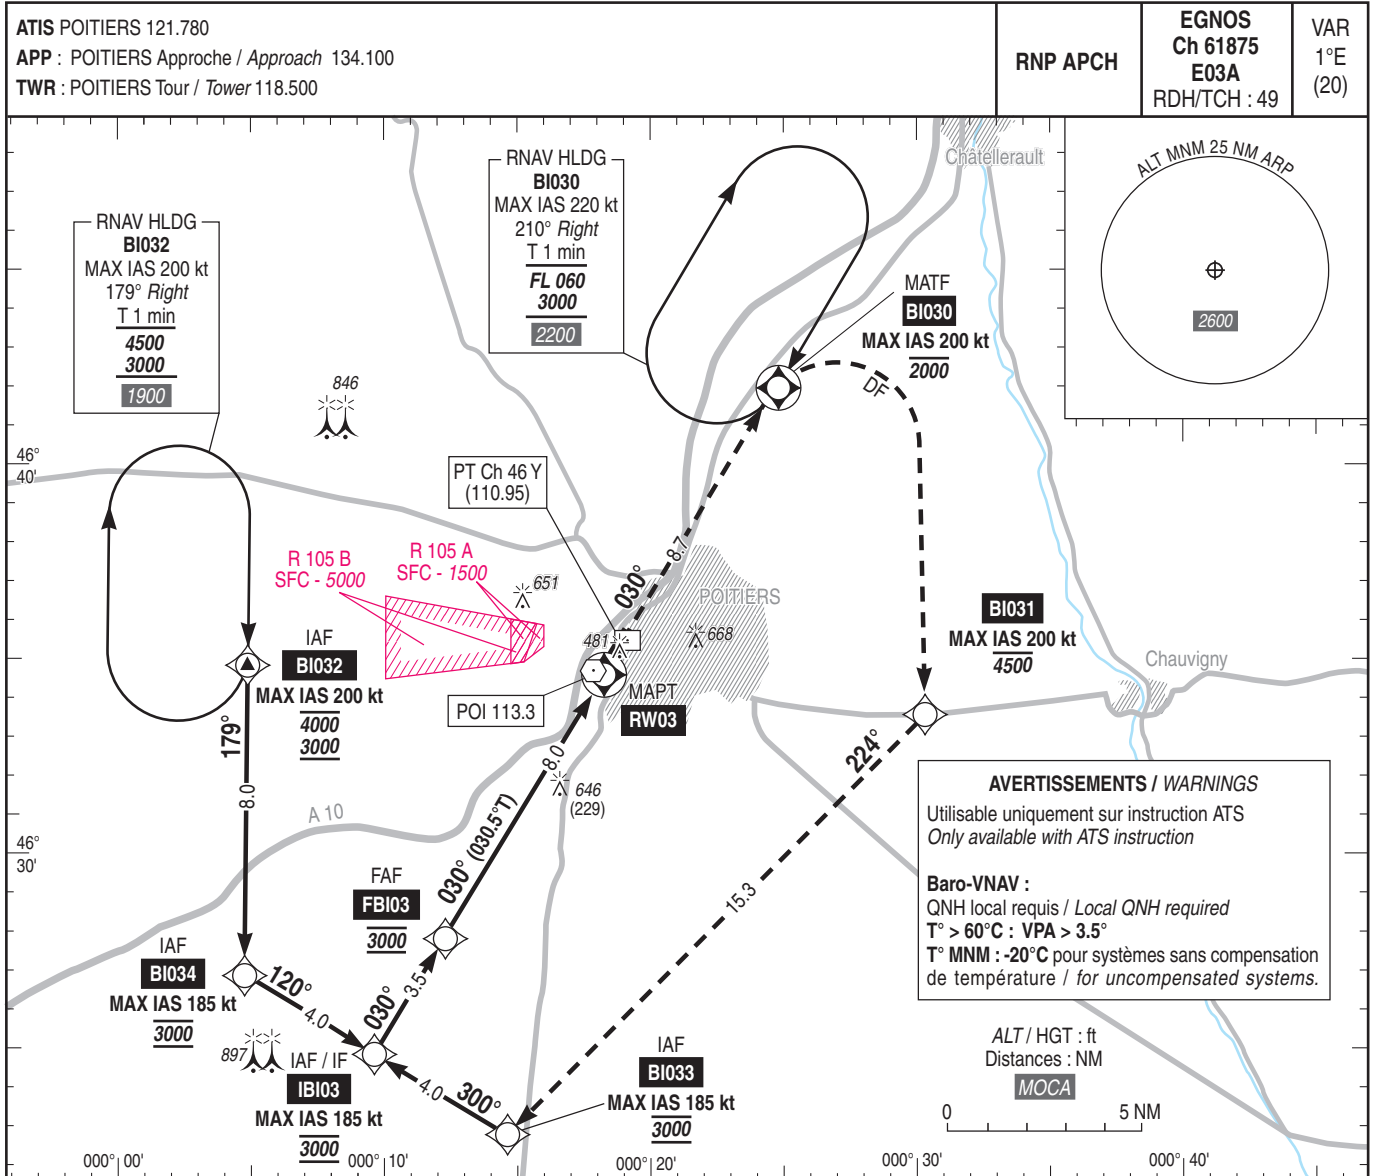 ATIS POITIERS 121.780
APP : POITIERS Approche / Approach 134.100
TWR : POITIERS Tour / Tower 118.500
RNP APCH
EGNOS
Ch 61875
E03A
RDH/TCH : 49
VAR
1°E
(20)
RNAV HLDG
BI032
MAX IAS 200 kt
179° Right
T 1 min
4500
3000
1900
RNAV HLDG
BI030
MAX IAS 220 kt
210° Right
T 1 min
FL 060
3000
2200
Châtellerault
ALT MNM 25 NM ARP
2600
MATF
BI030
MAX IAS 200 kt
2000
DF
846
46°
40'
PT Ch 46 Y
(110.95)
R 105 B
SFC - 5000
R 105 A
SFC - 1500
651
8.7
030°
POITIERS
668
481
IAF
BI032
MAX IAS 200 kt
4000
3000
POI 113.3
MAPT
RW03
BI031
MAX IAS 200 kt
4500
Chauvigny
179°
8.0
8.0
224°
646
(229)
A 10
46°
30'
030° (030.5°T)
FAF
FBI03
3000
15.3
AVERTISSEMENTS / WARNINGS
Utilisable uniquement sur instruction ATS
Only available with ATS instruction
Baro-VNAV :
QNH local requis / Local QNH required
T° > 60°C : VPA > 3.5°
T° MNM : -20°C pour systèmes sans compensation
de température / for uncompensated systems.
IAF
BI034
MAX IAS 185 kt
3000
120°
4.0
030°
3.5
897
IAF / IF
IBI03
MAX IAS 185 kt
3000
4.0
300°
IAF
BI033
MAX IAS 185 kt
3000
ALT / HGT : ft
Distances : NM
MOCA
0
5 NM
000° 00'
000° 10'
000° 20'
000° 30'
000° 40'